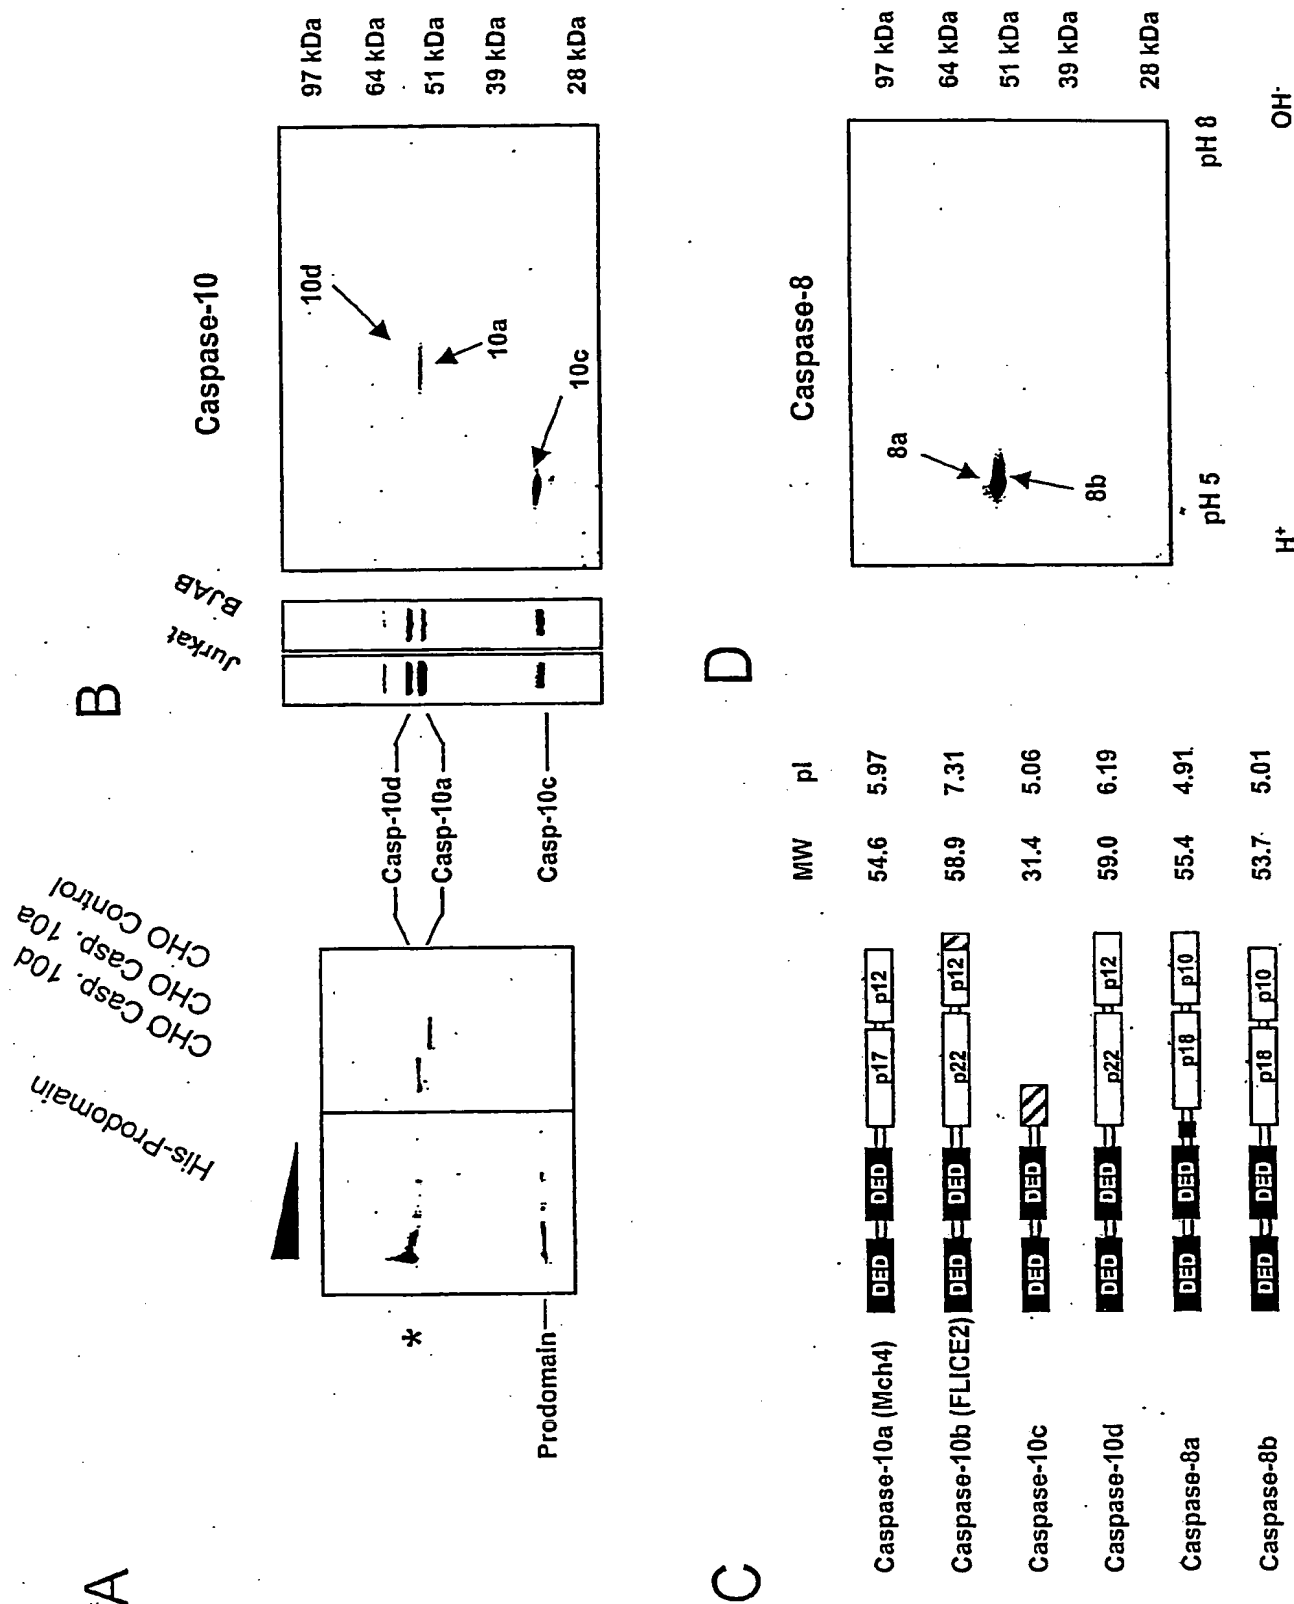 A
His-Prodomain
CHO Casp. 10d
CHO Casp. 10a
CHO Control
*
Prodomain
Casp-10d
Casp-10a
Casp-10c
B
Jurkat
BJAB
Caspase-10
10d
10a
10c
97 kDa
64 kDa
51 kDa
39 kDa
28 kDa
C
MW pI
Caspase-10a (Mch4) DED DED p17 p12 54.6 5.97
Caspase-10b (FLICE2) DED DED p22 p12 58.9 7.31
Caspase-10c DED DED 31.4 5.06
Caspase-10d DED DED p22 p12 59.0 6.19
Caspase-8a DED DED p18 p10 55.4 4.91
Caspase-8b DED DED p18 p10 53.7 5.01
D
Caspase-8
8a
8b
97 kDa
64 kDa
51 kDa
39 kDa
28 kDa
pH 5 pH 8
H+ OH-